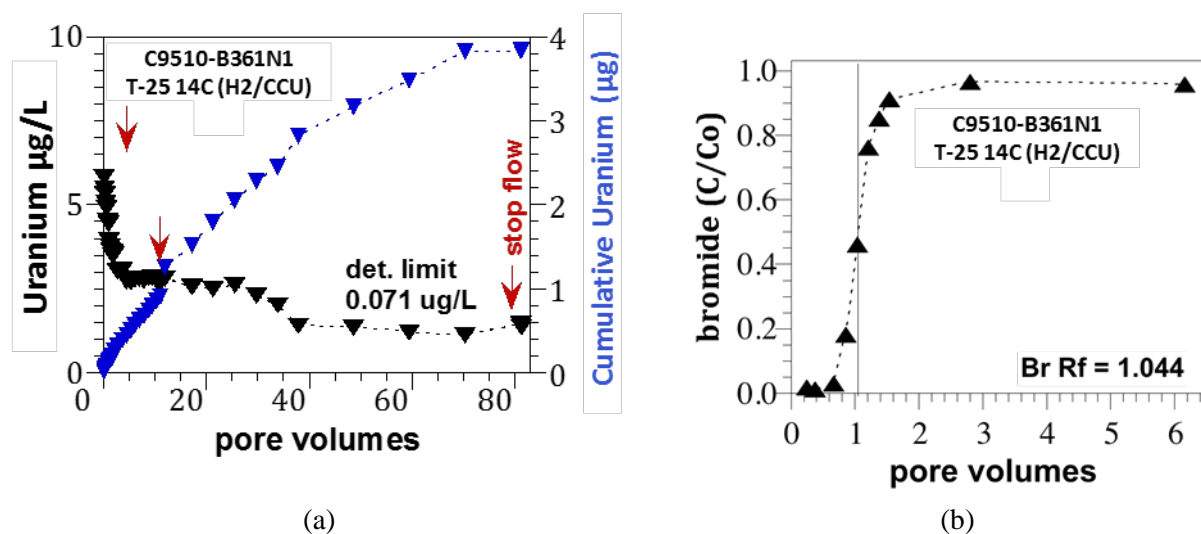 C9510-B361N1
T-25 14C (H2/CCU)
Uranium µg/L
10
5
0
4
3
2
1
0
Cumulative Uranium (µg)
stop flow
det. limit
0.071 ug/L
0
20
40
60
80
pore volumes
(a)
bromide (C/Co)
1.0
0.8
0.6
0.4
0.2
0.0
C9510-B361N1
T-25 14C (H2/CCU)
Br Rf = 1.044
0
1
2
3
4
5
6
pore volumes
(b)